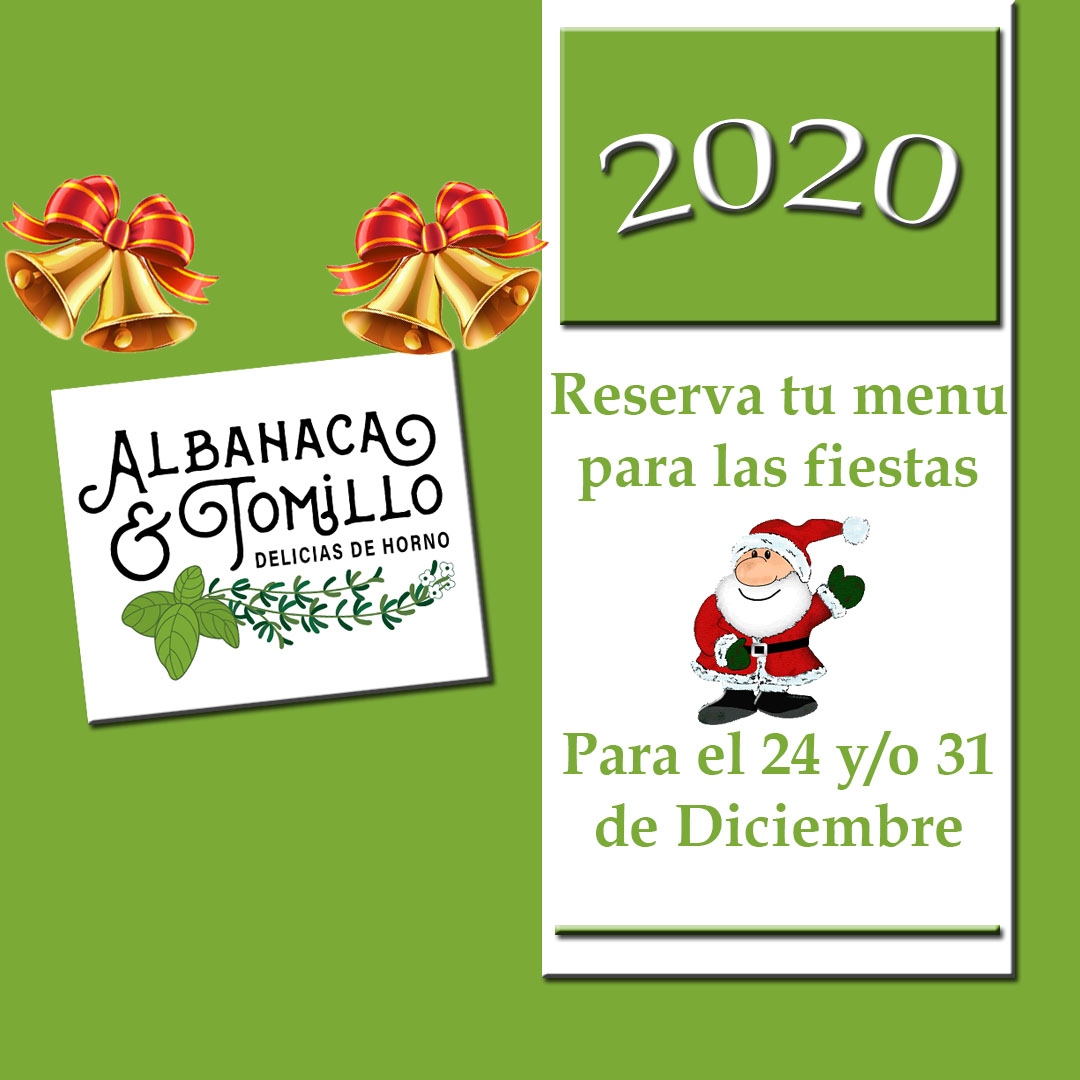 2020
ALBAHACA
& TOMILLO
DELICIAS DE HORNO
Reserva tu menu
para las fiestas
Para el 24 y/o 31
de Diciembre